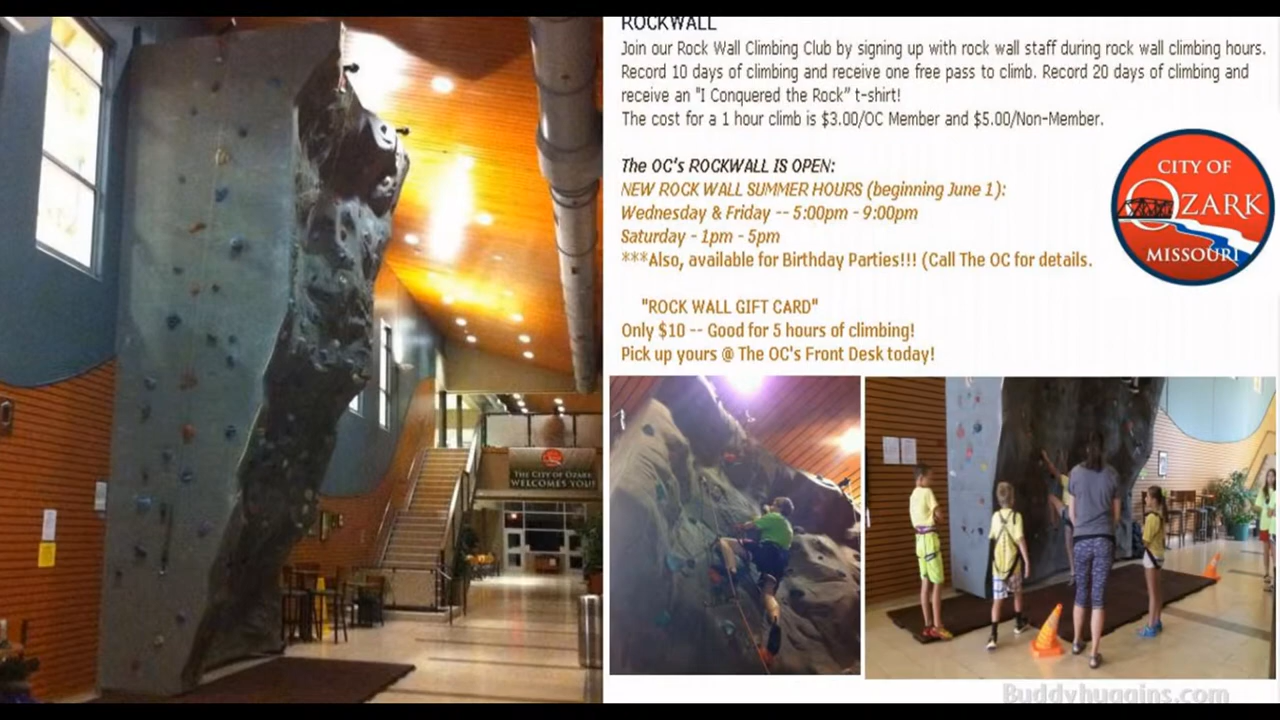 ROCKWALL
Join our Rock Wall Climbing Club by signing up with rock wall staff during rock wall climbing hours.
Record 10 days of climbing and receive one free pass to climb. Record 20 days of climbing and
receive an "I Conquered the Rock” t-shirt!
The cost for a 1 hour climb is $3.00/OC Member and $5.00/Non-Member.
The OC's ROCKWALL IS OPEN:
NEW ROCK WALL SUMMER HOURS (beginning June 1):
Wednesday & Friday -- 5:00pm - 9:00pm
Saturday - 1pm - 5pm
***Also, available for Birthday Parties!!! (Call The OC for details.
"ROCK WALL GIFT CARD"
Only $10 -- Good for 5 hours of climbing!
Pick up yours @ The OC's Front Desk today!
CITY OF
OZARK
MISSOURI
THE CITY OF OZARK
WELCOMES YOU!
Buddyhuggins.com